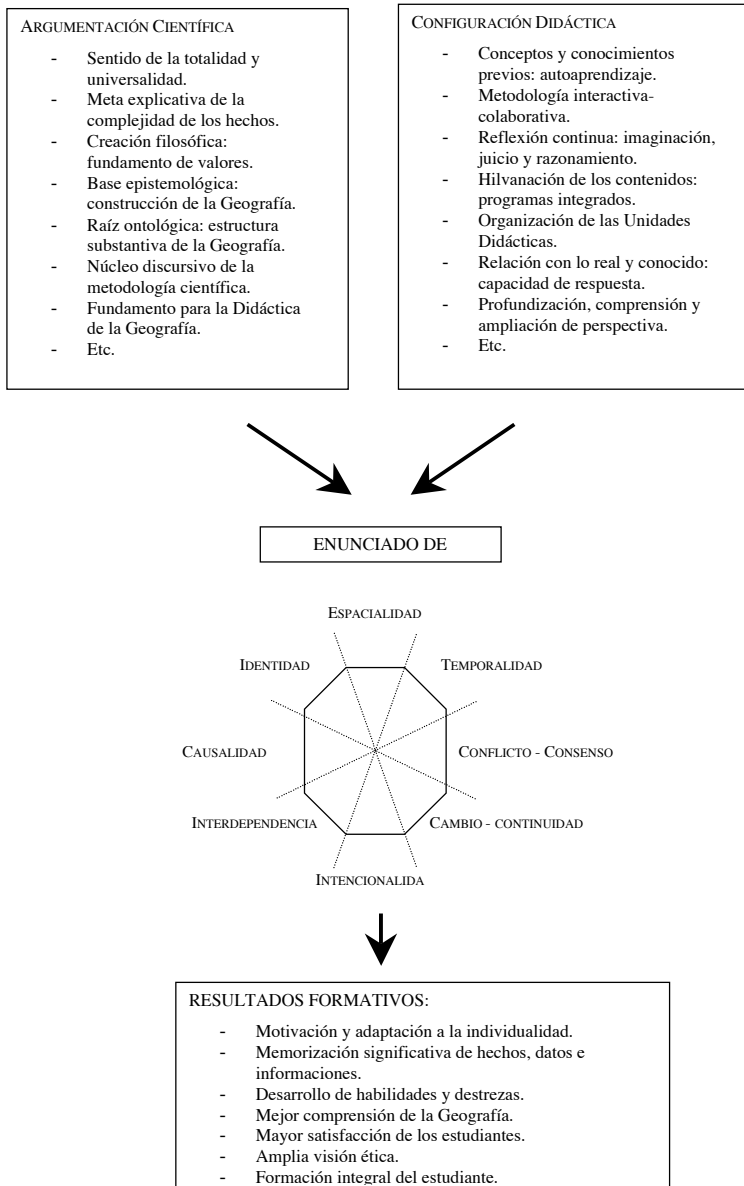 ARGUMENTACIÓN CIENTÍFICA
- Sentido de la totalidad y
universalidad.
- Meta explicativa de la
complejidad de los hechos.
- Creación filosófica:
fundamento de valores.
- Base epistemológica:
construcción de la Geografía.
- Raíz ontológica: estructura
substantiva de la Geografía.
- Núcleo discursivo de la
metodología científica.
- Fundamento para la Didáctica
de la Geografía.
- Etc.
CONFIGURACIÓN DIDÁCTICA
- Conceptos y conocimientos
previos: autoaprendizaje.
- Metodología interactiva-
colaborativa.
- Reflexión continua: imaginación,
juicio y razonamiento.
- Hilvanación de los contenidos:
programas integrados.
- Organización de las Unidades
Didácticas.
- Relación con lo real y conocido:
capacidad de respuesta.
- Profundización, comprensión y
ampliación de perspectiva.
- Etc.
ENUNCIADO DE
ESPACIALIDAD
IDENTIDAD
TEMPORALIDAD
CAUSALIDAD
CONFLICTO - CONSENSO
INTERDEPENDENCIA
CAMBIO - CONTINUIDAD
INTENCIONALIDA
RESULTADOS FORMATIVOS:
- Motivación y adaptación a la individualidad.
- Memorización significativa de hechos, datos e
informaciones.
- Desarrollo de habilidades y destrezas.
- Mejor comprensión de la Geografía.
- Mayor satisfacción de los estudiantes.
- Amplia visión ética.
- Formación integral del estudiante.